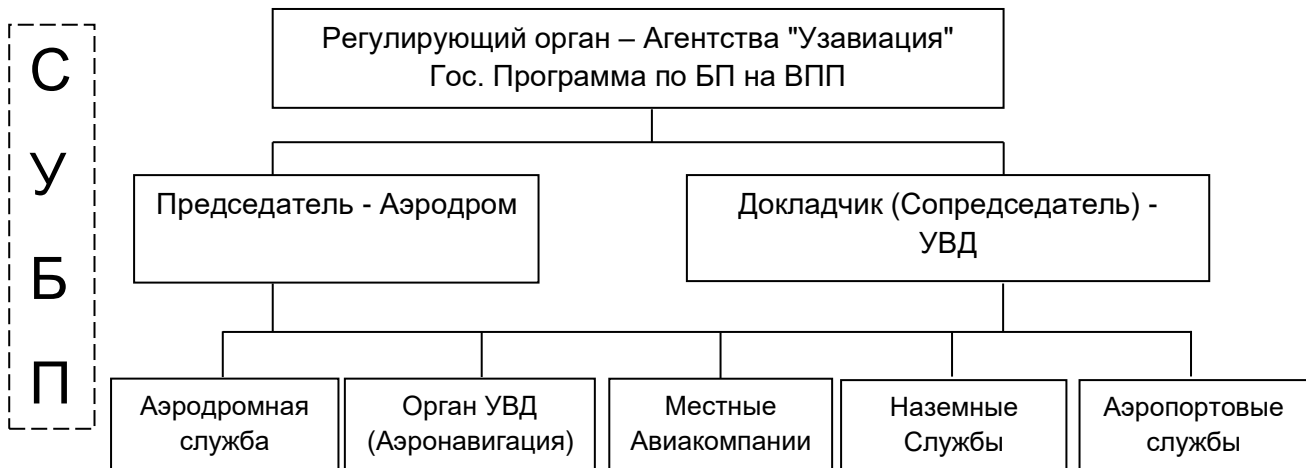 С
У
Б
П
Регулирующий орган – Агентства "Узавиация"
Гос. Программа по БП на ВПП
Председатель - Аэродром
Докладчик (Сопредседатель) -
УВД
Аэродромная
служба
Орган УВД
(Аэронавигация)
Местные
Авиакомпании
Наземные
Службы
Аэропортовые
службы